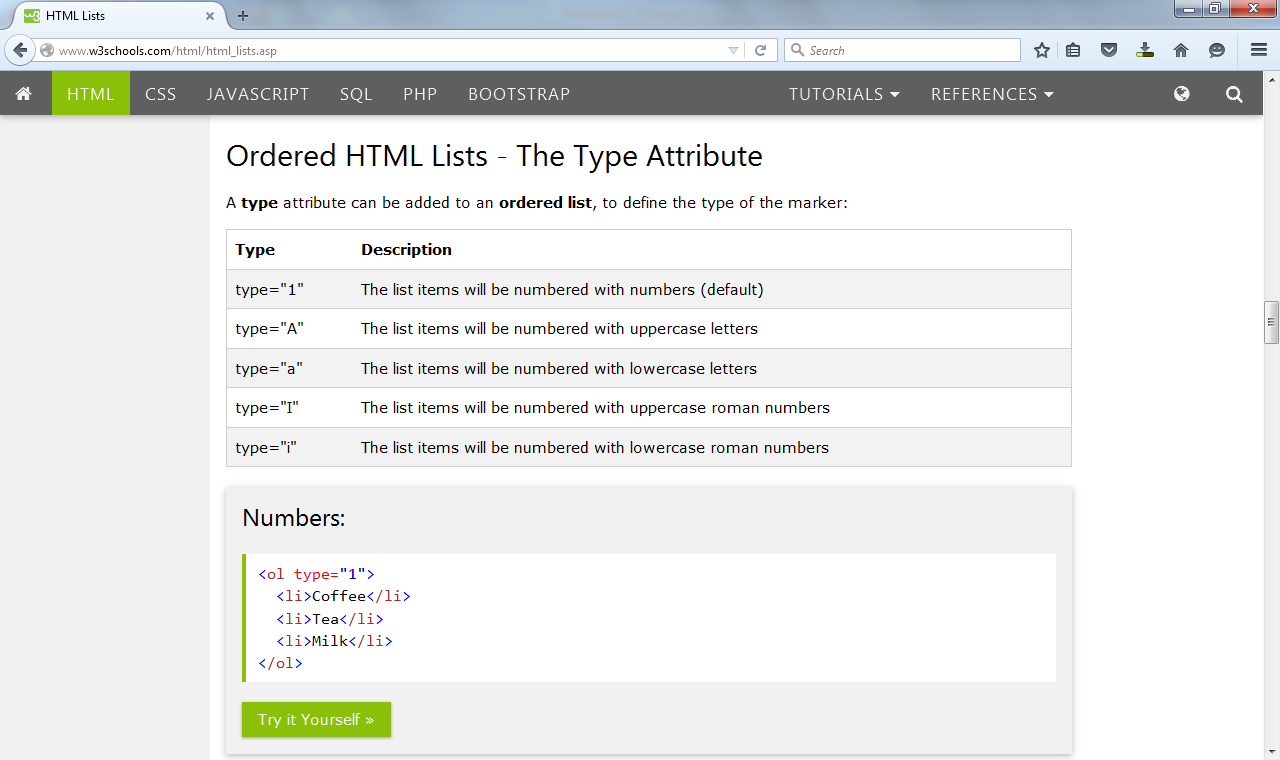 HTML Lists
www.w3schools.com/html/html_lists.asp
Search
HTML CSS JAVASCRIPT SQL PHP BOOTSTRAP TUTORIALS REFERENCES
Ordered HTML Lists - The Type Attribute
A type attribute can be added to an ordered list, to define the type of the marker:
Type Description
type="1" The list items will be numbered with numbers (default)
type="A" The list items will be numbered with uppercase letters
type="a" The list items will be numbered with lowercase letters
type="I" The list items will be numbered with uppercase roman numbers
type="i" The list items will be numbered with lowercase roman numbers
Numbers:
<ol type="1">
  <li>Coffee</li>
  <li>Tea</li>
  <li>Milk</li>
</ol>
Try it Yourself »